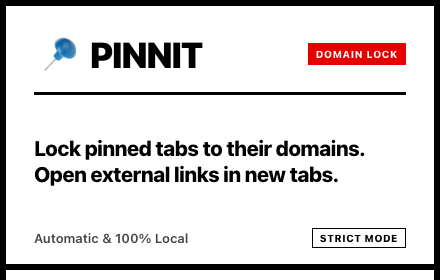 PINNIT
DOMAIN LOCK
Lock pinned tabs to their domains.
Open external links in new tabs.
Automatic & 100% Local
STRICT MODE